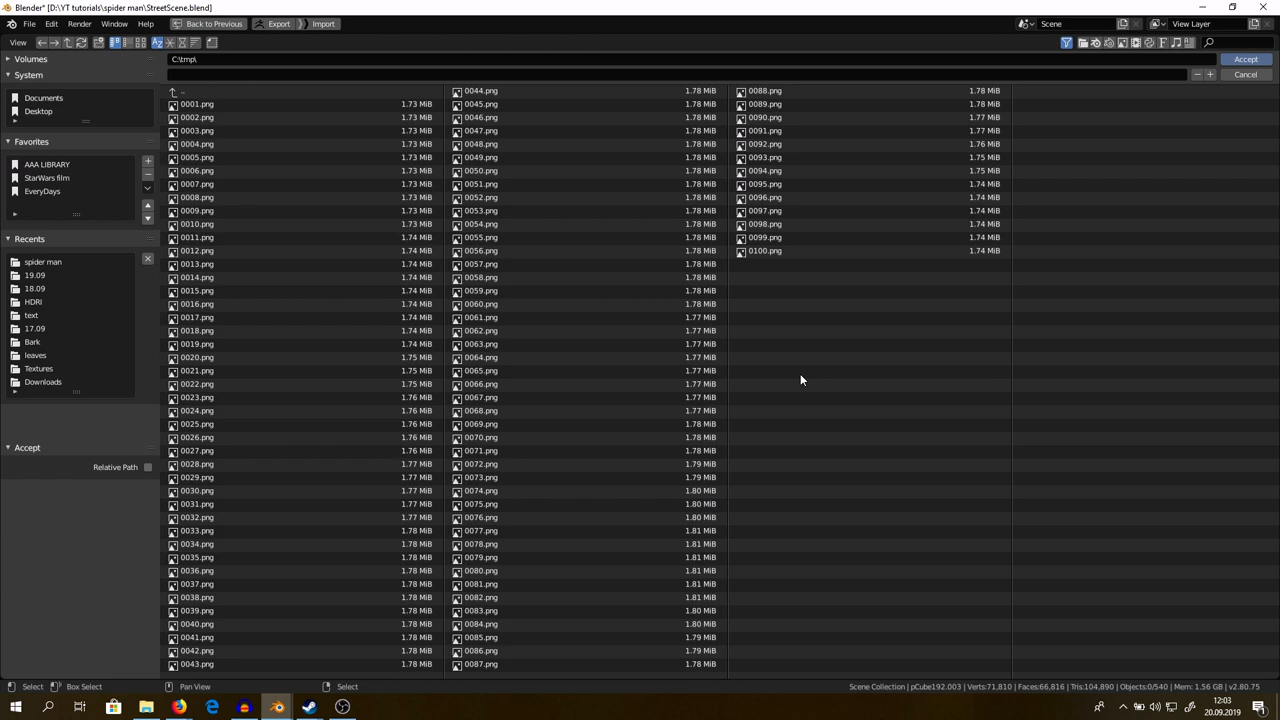 Blender* [D:\YT tutorials\spider man\StreetScene.blend]
File Edit Render Window Help Back to Previous Export Import Scene View Layer
View
Volumes
C:\tmp\ Accept
System
Cancel
Documents
Desktop
Favorites
AAA LIBRARY
StarWars film
EveryDays
Recents
spider man
19.09
18.09
HDRI
text
17.09
Bark
leaves
Textures
Downloads
Accept
Relative Path
..
0001.png 1.73 MiB
0002.png 1.73 MiB
0003.png 1.73 MiB
0004.png 1.73 MiB
0005.png 1.73 MiB
0006.png 1.73 MiB
0007.png 1.73 MiB
0008.png 1.73 MiB
0009.png 1.73 MiB
0010.png 1.73 MiB
0011.png 1.74 MiB
0012.png 1.74 MiB
0013.png 1.74 MiB
0014.png 1.74 MiB
0015.png 1.74 MiB
0016.png 1.74 MiB
0017.png 1.74 MiB
0018.png 1.74 MiB
0019.png 1.74 MiB
0020.png 1.75 MiB
0021.png 1.75 MiB
0022.png 1.75 MiB
0023.png 1.76 MiB
0024.png 1.76 MiB
0025.png 1.76 MiB
0026.png 1.76 MiB
0027.png 1.76 MiB
0028.png 1.77 MiB
0029.png 1.77 MiB
0030.png 1.77 MiB
0031.png 1.77 MiB
0032.png 1.77 MiB
0033.png 1.78 MiB
0034.png 1.78 MiB
0035.png 1.78 MiB
0036.png 1.78 MiB
0037.png 1.78 MiB
0038.png 1.78 MiB
0039.png 1.78 MiB
0040.png 1.78 MiB
0041.png 1.78 MiB
0042.png 1.78 MiB
0043.png 1.78 MiB
0044.png 1.78 MiB
0045.png 1.78 MiB
0046.png 1.78 MiB
0047.png 1.78 MiB
0048.png 1.78 MiB
0049.png 1.78 MiB
0050.png 1.78 MiB
0051.png 1.78 MiB
0052.png 1.78 MiB
0053.png 1.78 MiB
0054.png 1.78 MiB
0055.png 1.78 MiB
0056.png 1.78 MiB
0057.png 1.78 MiB
0058.png 1.78 MiB
0059.png 1.78 MiB
0060.png 1.78 MiB
0061.png 1.77 MiB
0062.png 1.77 MiB
0063.png 1.77 MiB
0064.png 1.77 MiB
0065.png 1.77 MiB
0066.png 1.77 MiB
0067.png 1.77 MiB
0068.png 1.77 MiB
0069.png 1.78 MiB
0070.png 1.78 MiB
0071.png 1.78 MiB
0072.png 1.79 MiB
0073.png 1.79 MiB
0074.png 1.80 MiB
0075.png 1.80 MiB
0076.png 1.80 MiB
0077.png 1.81 MiB
0078.png 1.81 MiB
0079.png 1.81 MiB
0080.png 1.81 MiB
0081.png 1.81 MiB
0082.png 1.81 MiB
0083.png 1.80 MiB
0084.png 1.80 MiB
0085.png 1.79 MiB
0086.png 1.79 MiB
0087.png 1.78 MiB
0088.png 1.78 MiB
0089.png 1.78 MiB
0090.png 1.77 MiB
0091.png 1.77 MiB
0092.png 1.76 MiB
0093.png 1.75 MiB
0094.png 1.75 MiB
0095.png 1.74 MiB
0096.png 1.74 MiB
0097.png 1.74 MiB
0098.png 1.74 MiB
0099.png 1.74 MiB
0100.png 1.74 MiB
Select Box Select Pan View Select Scene Collection | pCube192.003 | Verts:71,810 | Faces:66,816 | Tris:104,890 | Objects:0/540 | Mem: 1.56 GB | v2.80.75
12:03
20.09.2019